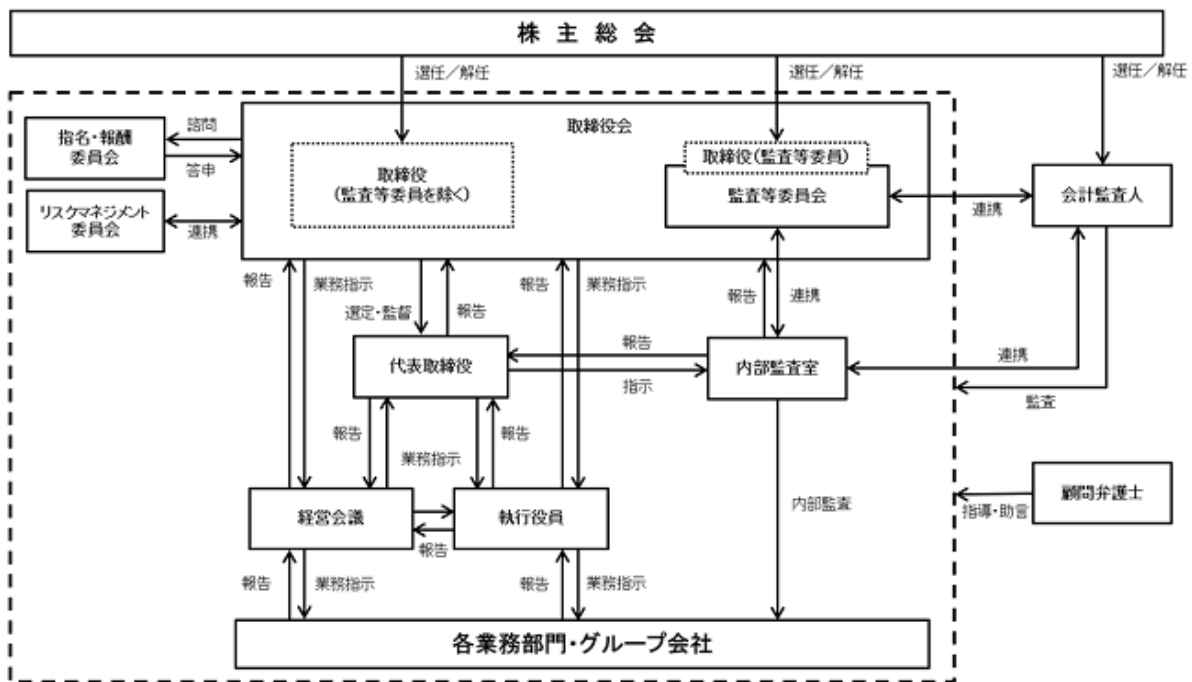 株主総会
選任／解任
選任／解任
選任／解任
取締役会
指名・報酬
委員会
諮問
答申
取締役
(監査等委員を除く)
取締役(監査等委員)
監査等委員会
会計監査人
連携
リスクマネジメント
委員会
連携
報告
業務指示
選定・監督
報告
報告
業務指示
報告
連携
代表取締役
報告
指示
内部監査室
連携
監査
報告
業務指示
報告
経営会議
執行役員
報告
内部監査
顧問弁護士
指導・助言
報告
業務指示
報告
業務指示
各業務部門・グループ会社